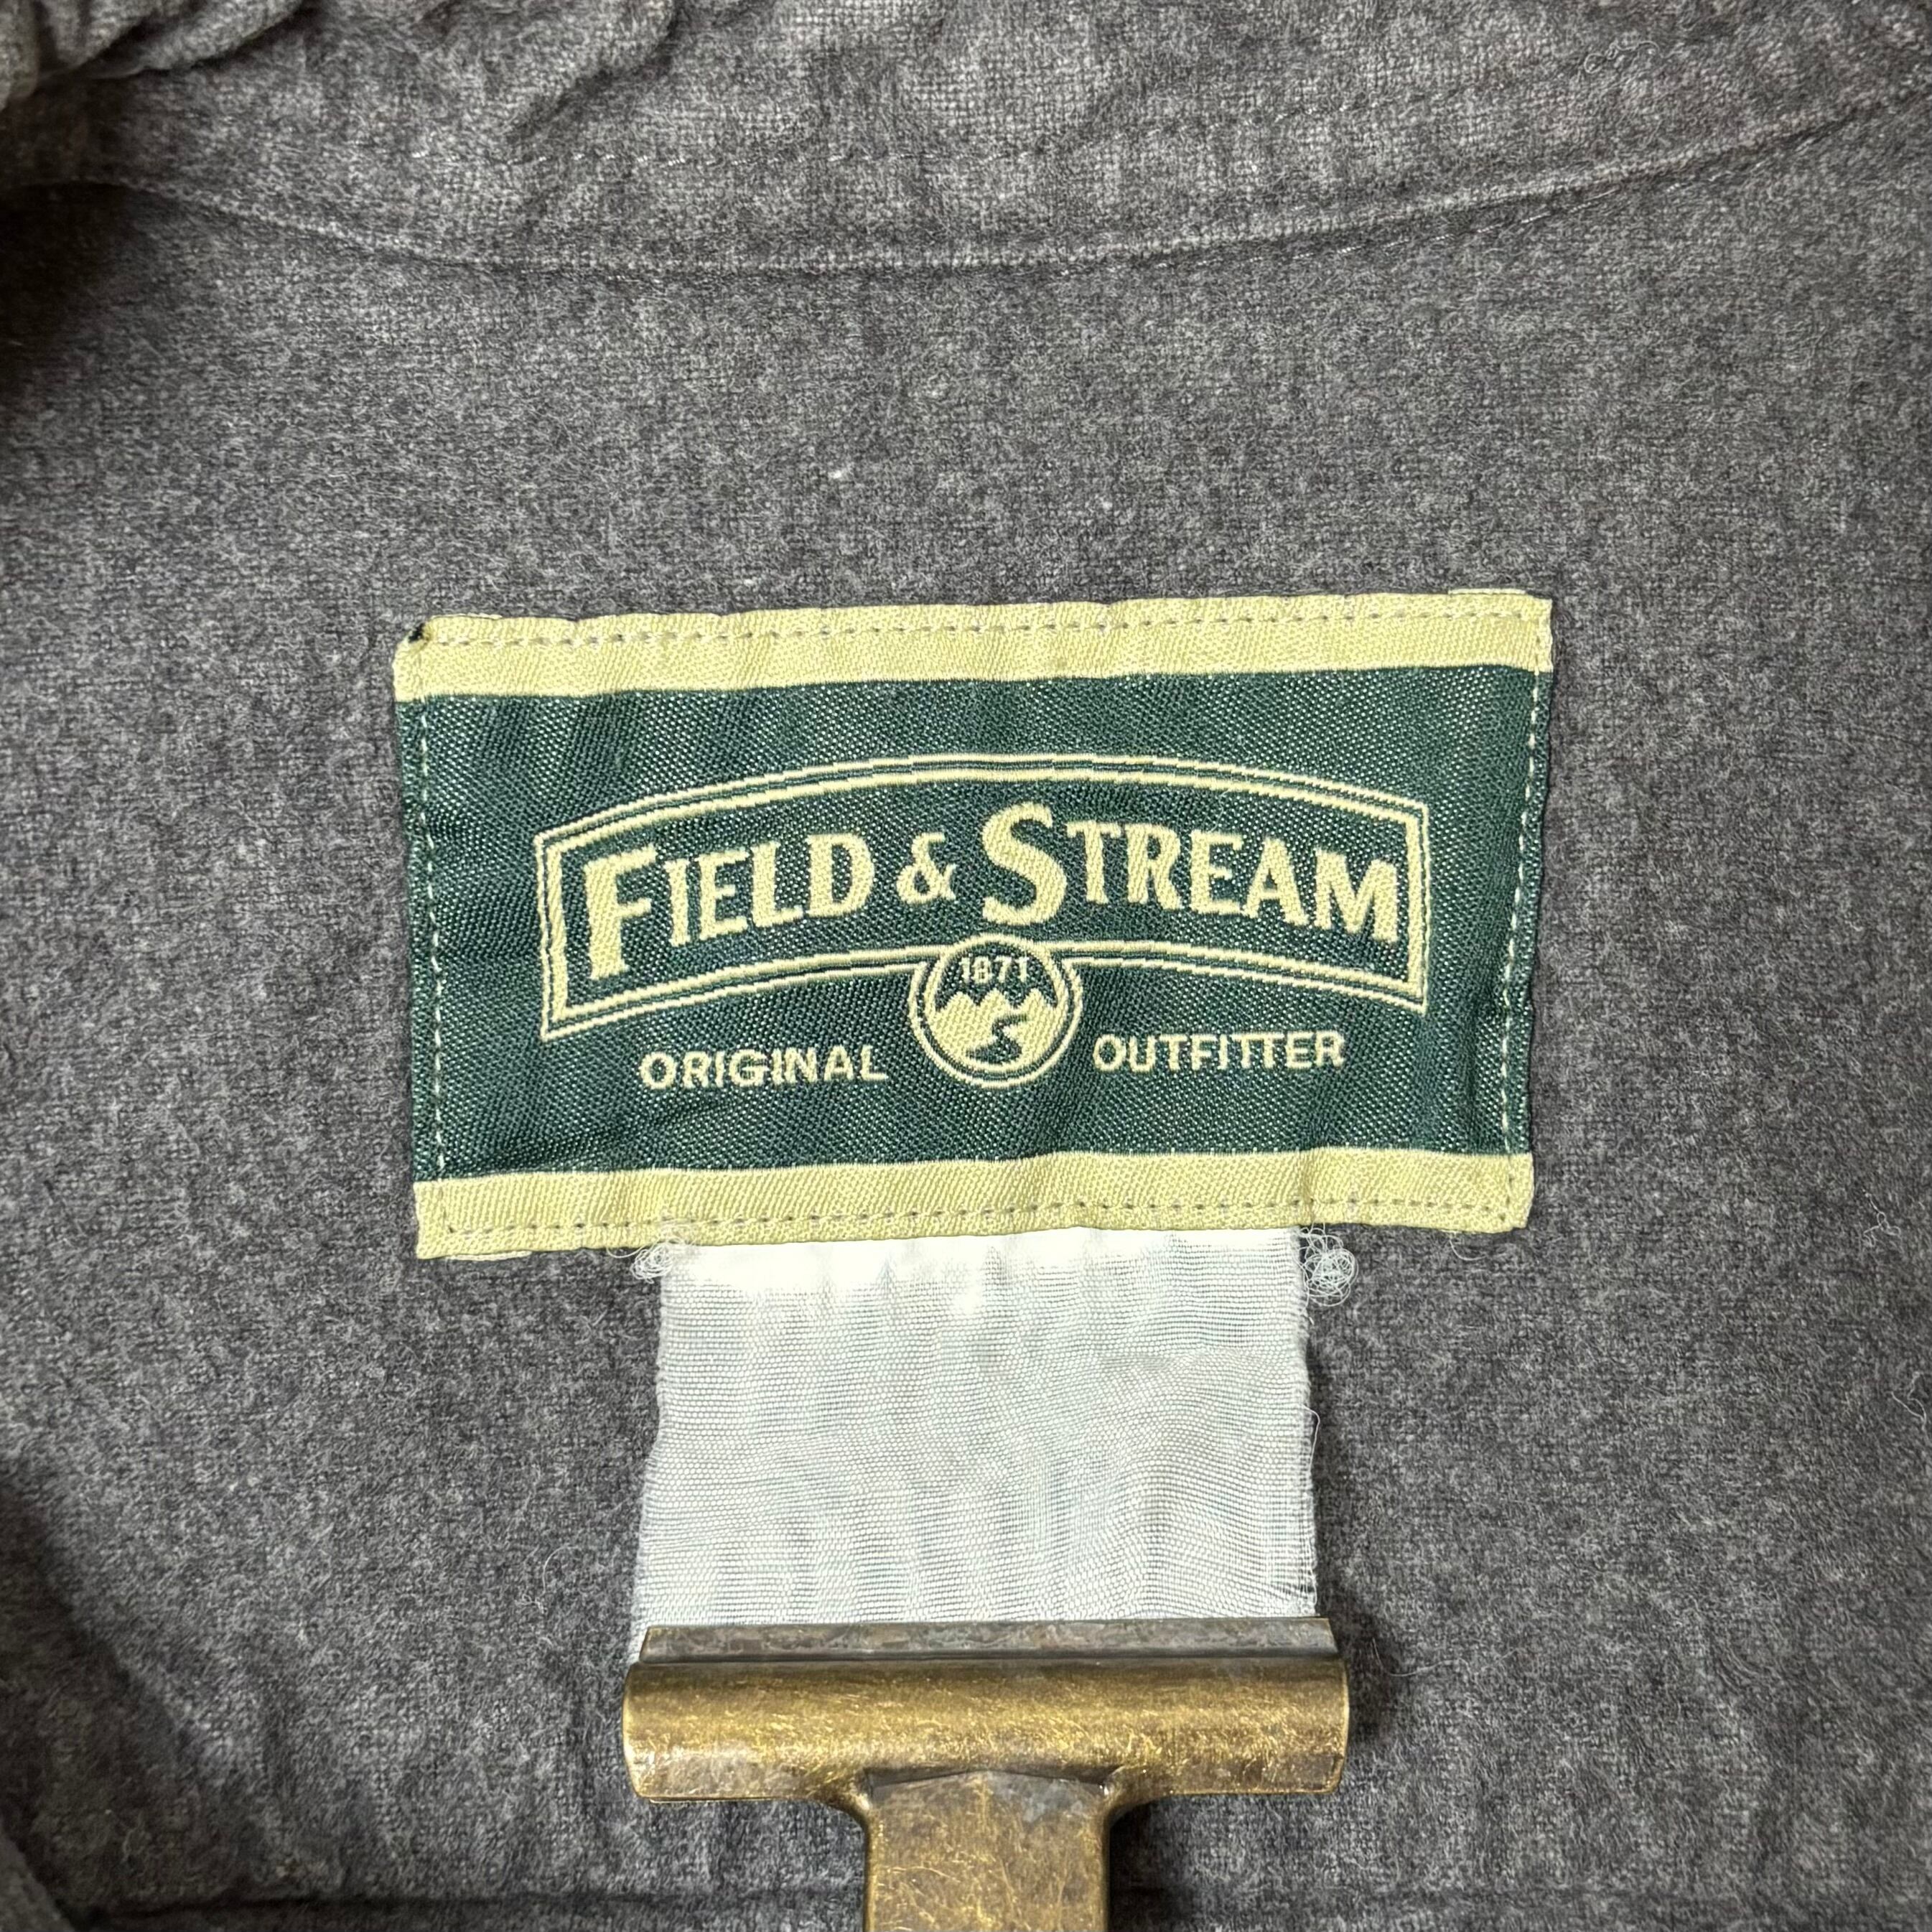 FIELD & STREAM
1871
ORIGINAL OUTFITTER